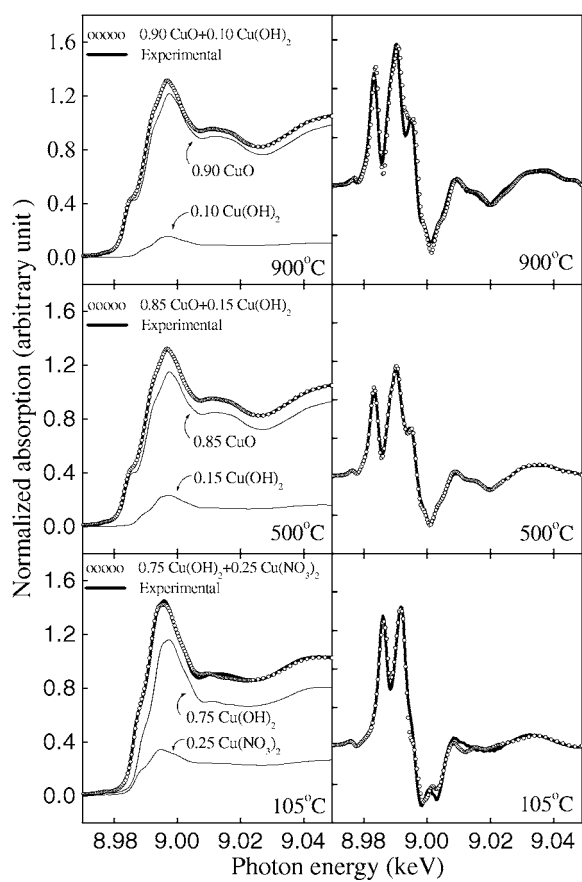 Normalized absorption (arbitrary unit)
1.6
1.2
0.8
0.4
0.0
ooooo 0.90 CuO+0.10 Cu(OH)₂
Experimental
0.90 CuO
0.10 Cu(OH)₂
900°C
900°C
1.6
1.2
0.8
0.4
0.0
ooooo 0.85 CuO+0.15 Cu(OH)₂
Experimental
0.85 CuO
0.15 Cu(OH)₂
500°C
500°C
1.6
1.2
0.8
0.4
0.0
ooooo 0.75 Cu(OH)₂+0.25 Cu(NO₃)₂
Experimental
0.75 Cu(OH)₂
0.25 Cu(NO₃)₂
105°C
105°C
8.98 9.00 9.02 9.04 8.98 9.00 9.02 9.04
Photon energy (keV)